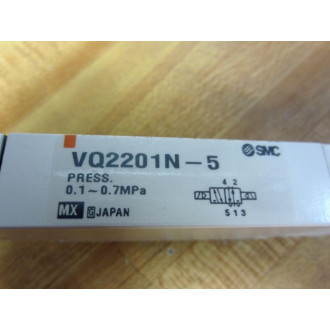 VQ2201N-5
SMC
PRESS.
0.1~0.7MPa
4 2
5 1 3
MX JAPAN